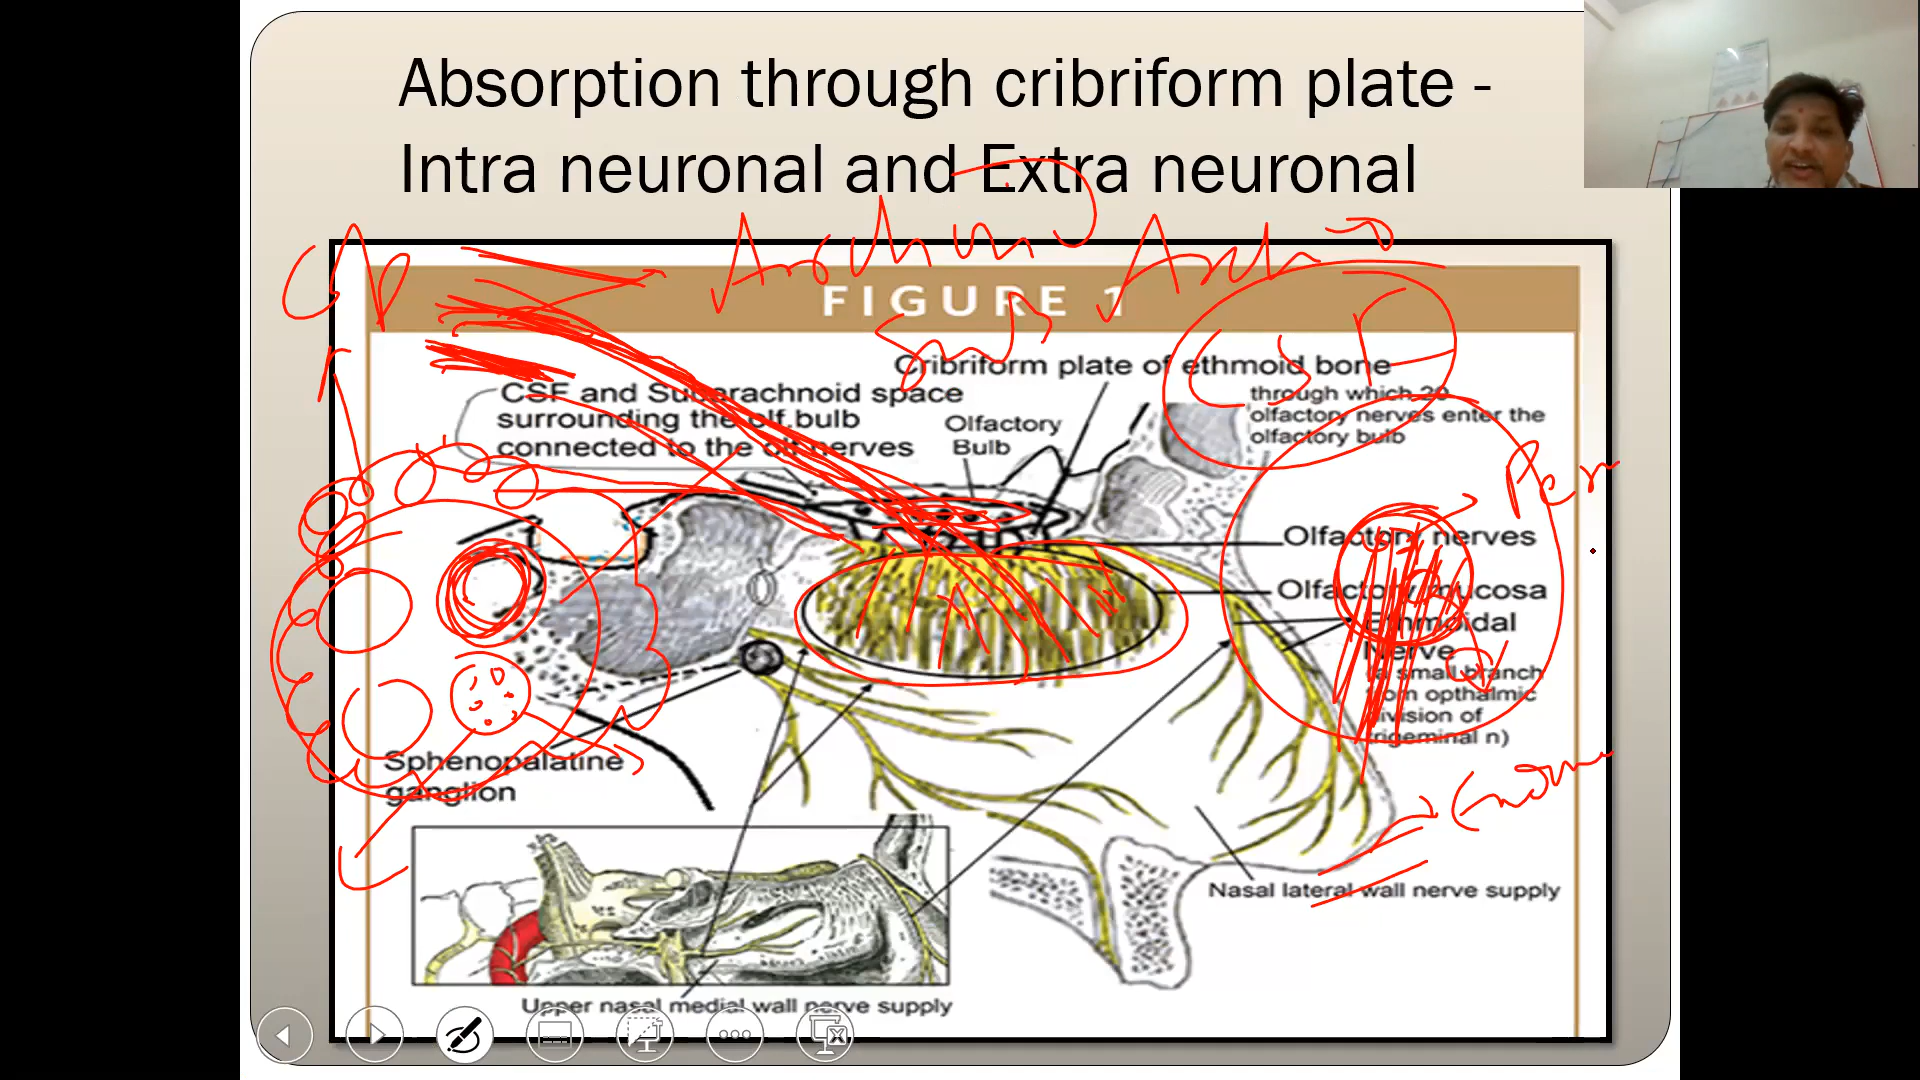 Absorption through cribriform plate -
Intra neuronal and Extra neuronal
FIGURE 1
Cribriform plate of ethmoid bone
through which 20
olfactory nerves enter the
olfactory bulb
CSF and Subarachnoid space
surrounding the olf.bulb
connected to the olf nerves
Olfactory
Bulb
Olfactory nerves
Olfactory mucosa
Ethmoidal
Nerve
(a small branch
from opthalmic
division of
trigeminal n)
Sphenopalatine
ganglion
Nasal lateral wall nerve supply
Upper nasal medial wall nerve supply